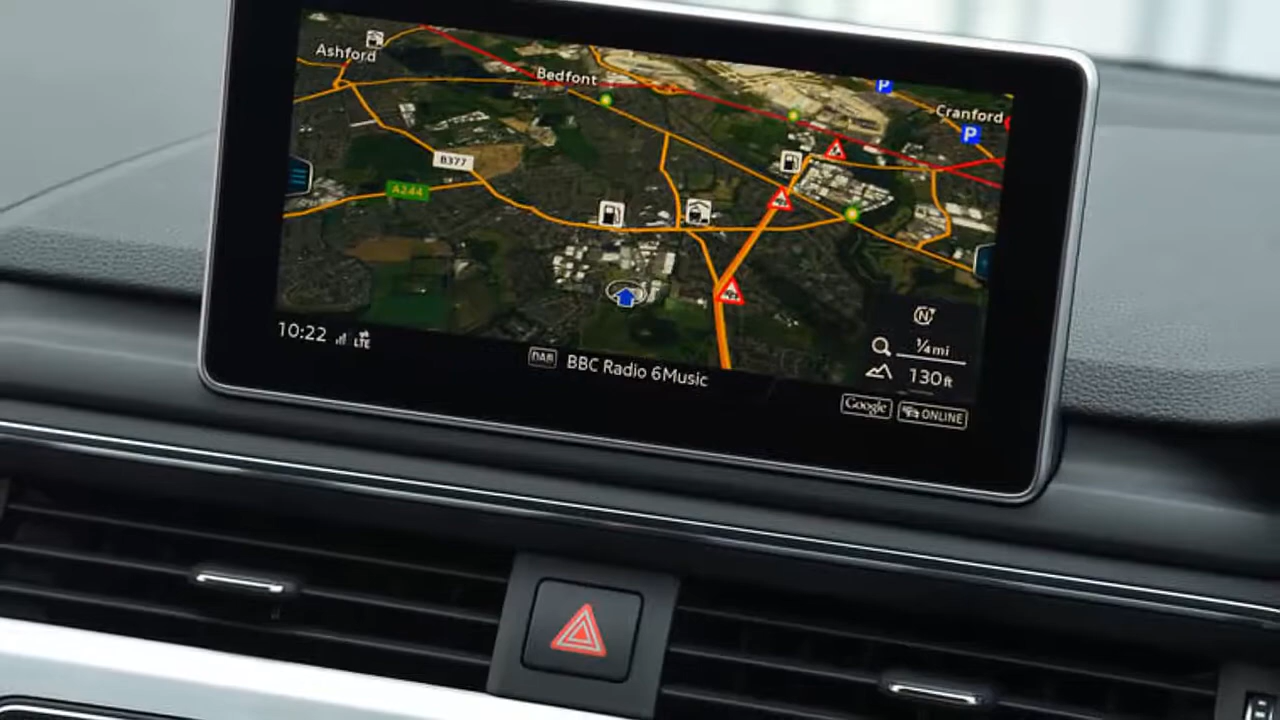 Ashford
Bedfont
P
Cranford
P
B377
A244
N
1/4mi
10:22
LTE
DAB
BBC Radio 6Music
130ft
Google
ONLINE